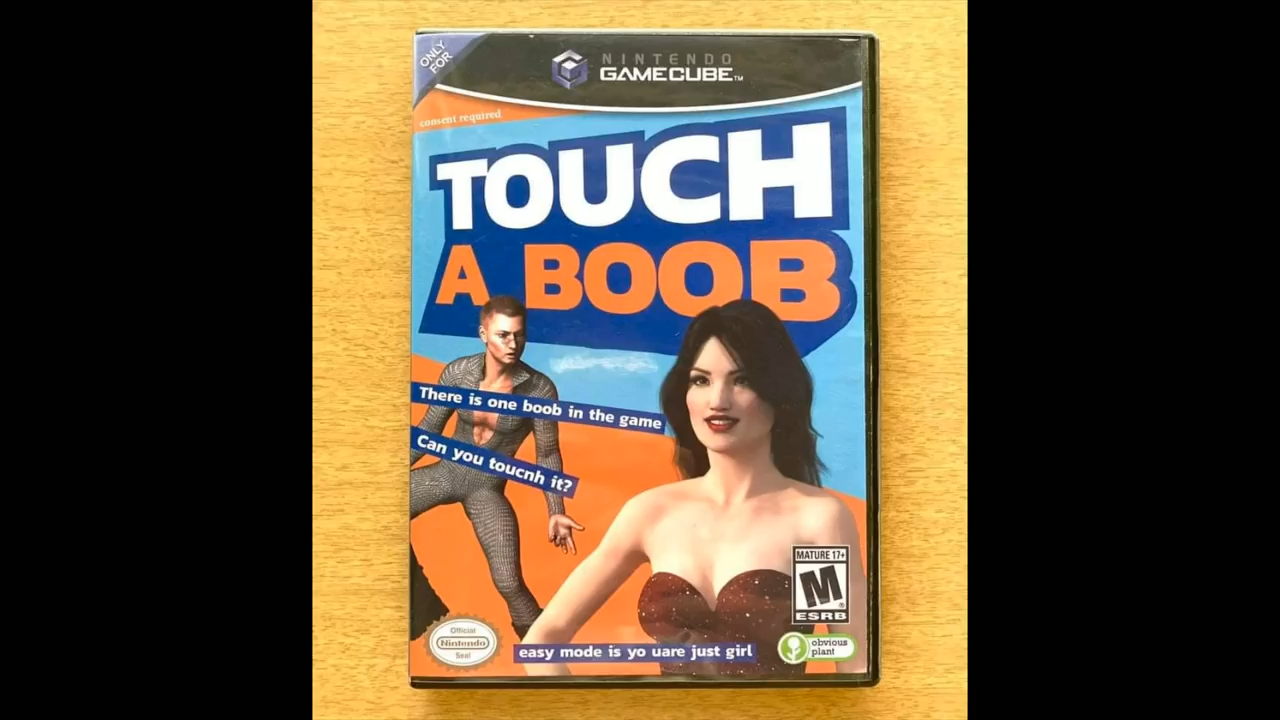 ONLY
FOR
NINTENDO
GAMECUBE™
consent required
TOUCH
A BOOB
There is one boob in the game
Can you toucnh it?
MATURE 17+
M
®
ESRB
Official
Nintendo
Seal
easy mode is yo uare just girl
obvious
plant